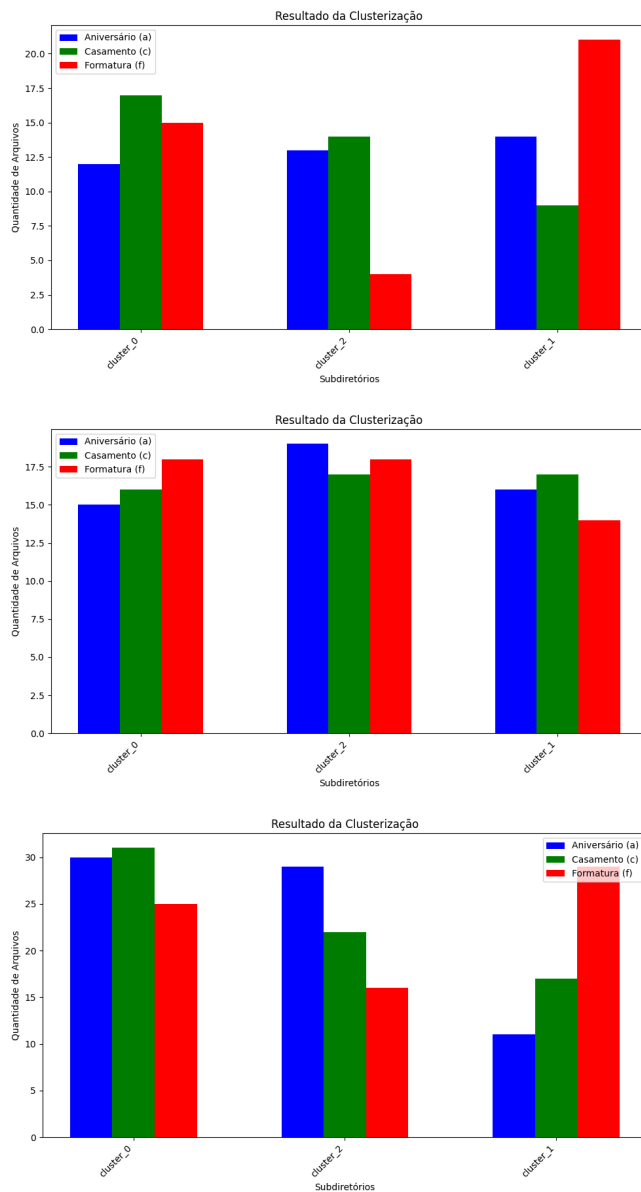 Resultado da Clusterização
Aniversário (a)
Casamento (c)
Formatura (f)
Quantidade de Arquivos
20.0
17.5
15.0
12.5
10.0
7.5
5.0
2.5
0.0
cluster_0
cluster_2
cluster_1
Subdiretórios
Resultado da Clusterização
Aniversário (a)
Casamento (c)
Formatura (f)
Quantidade de Arquivos
17.5
15.0
12.5
10.0
7.5
5.0
2.5
0.0
cluster_0
cluster_2
cluster_1
Subdiretórios
Resultado da Clusterização
Aniversário (a)
Casamento (c)
Formatura (f)
Quantidade de Arquivos
30
25
20
15
10
5
0
cluster_0
cluster_2
cluster_1
Subdiretórios